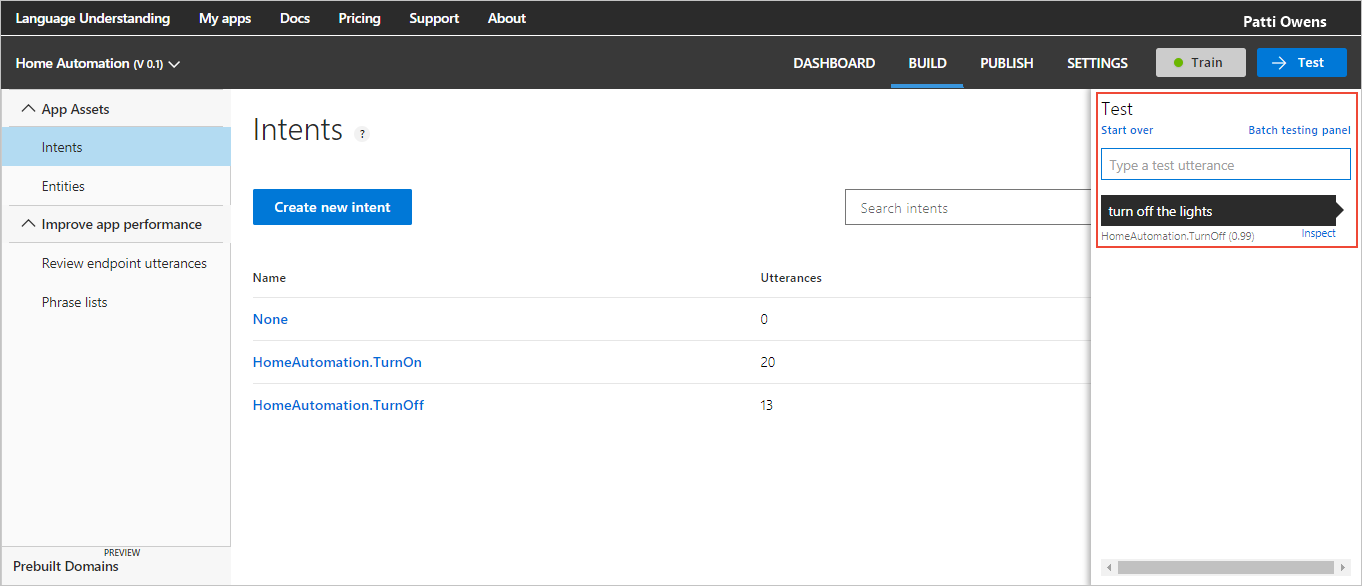 Language Understanding My apps Docs Pricing Support About
Patti Owens
Home Automation (V 0.1) DASHBOARD BUILD PUBLISH SETTINGS Train Test
App Assets
Intents
Entities
Improve app performance
Review endpoint utterances
Phrase lists
PREVIEW
Prebuilt Domains
Intents ?
Create new intent
Search intents
Name Utterances
None 0
HomeAutomation.TurnOn 20
HomeAutomation.TurnOff 13
Test
Start over Batch testing panel
Type a test utterance
turn off the lights
HomeAutomation.TurnOff (0.99) Inspect